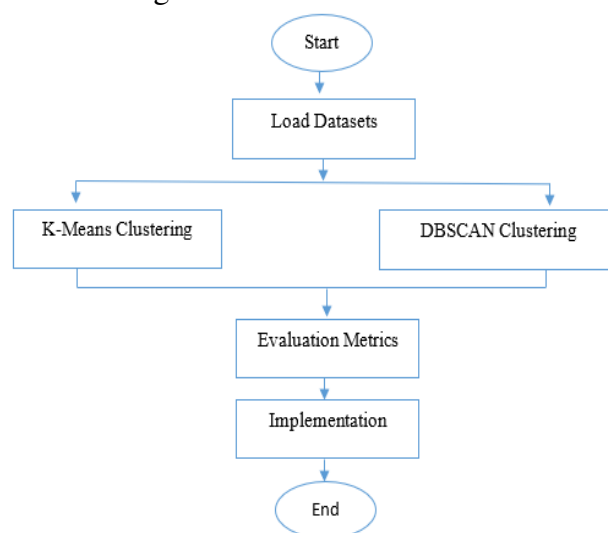 Start
Load Datasets
K-Means Clustering
DBSCAN Clustering
Evaluation Metrics
Implementation
End